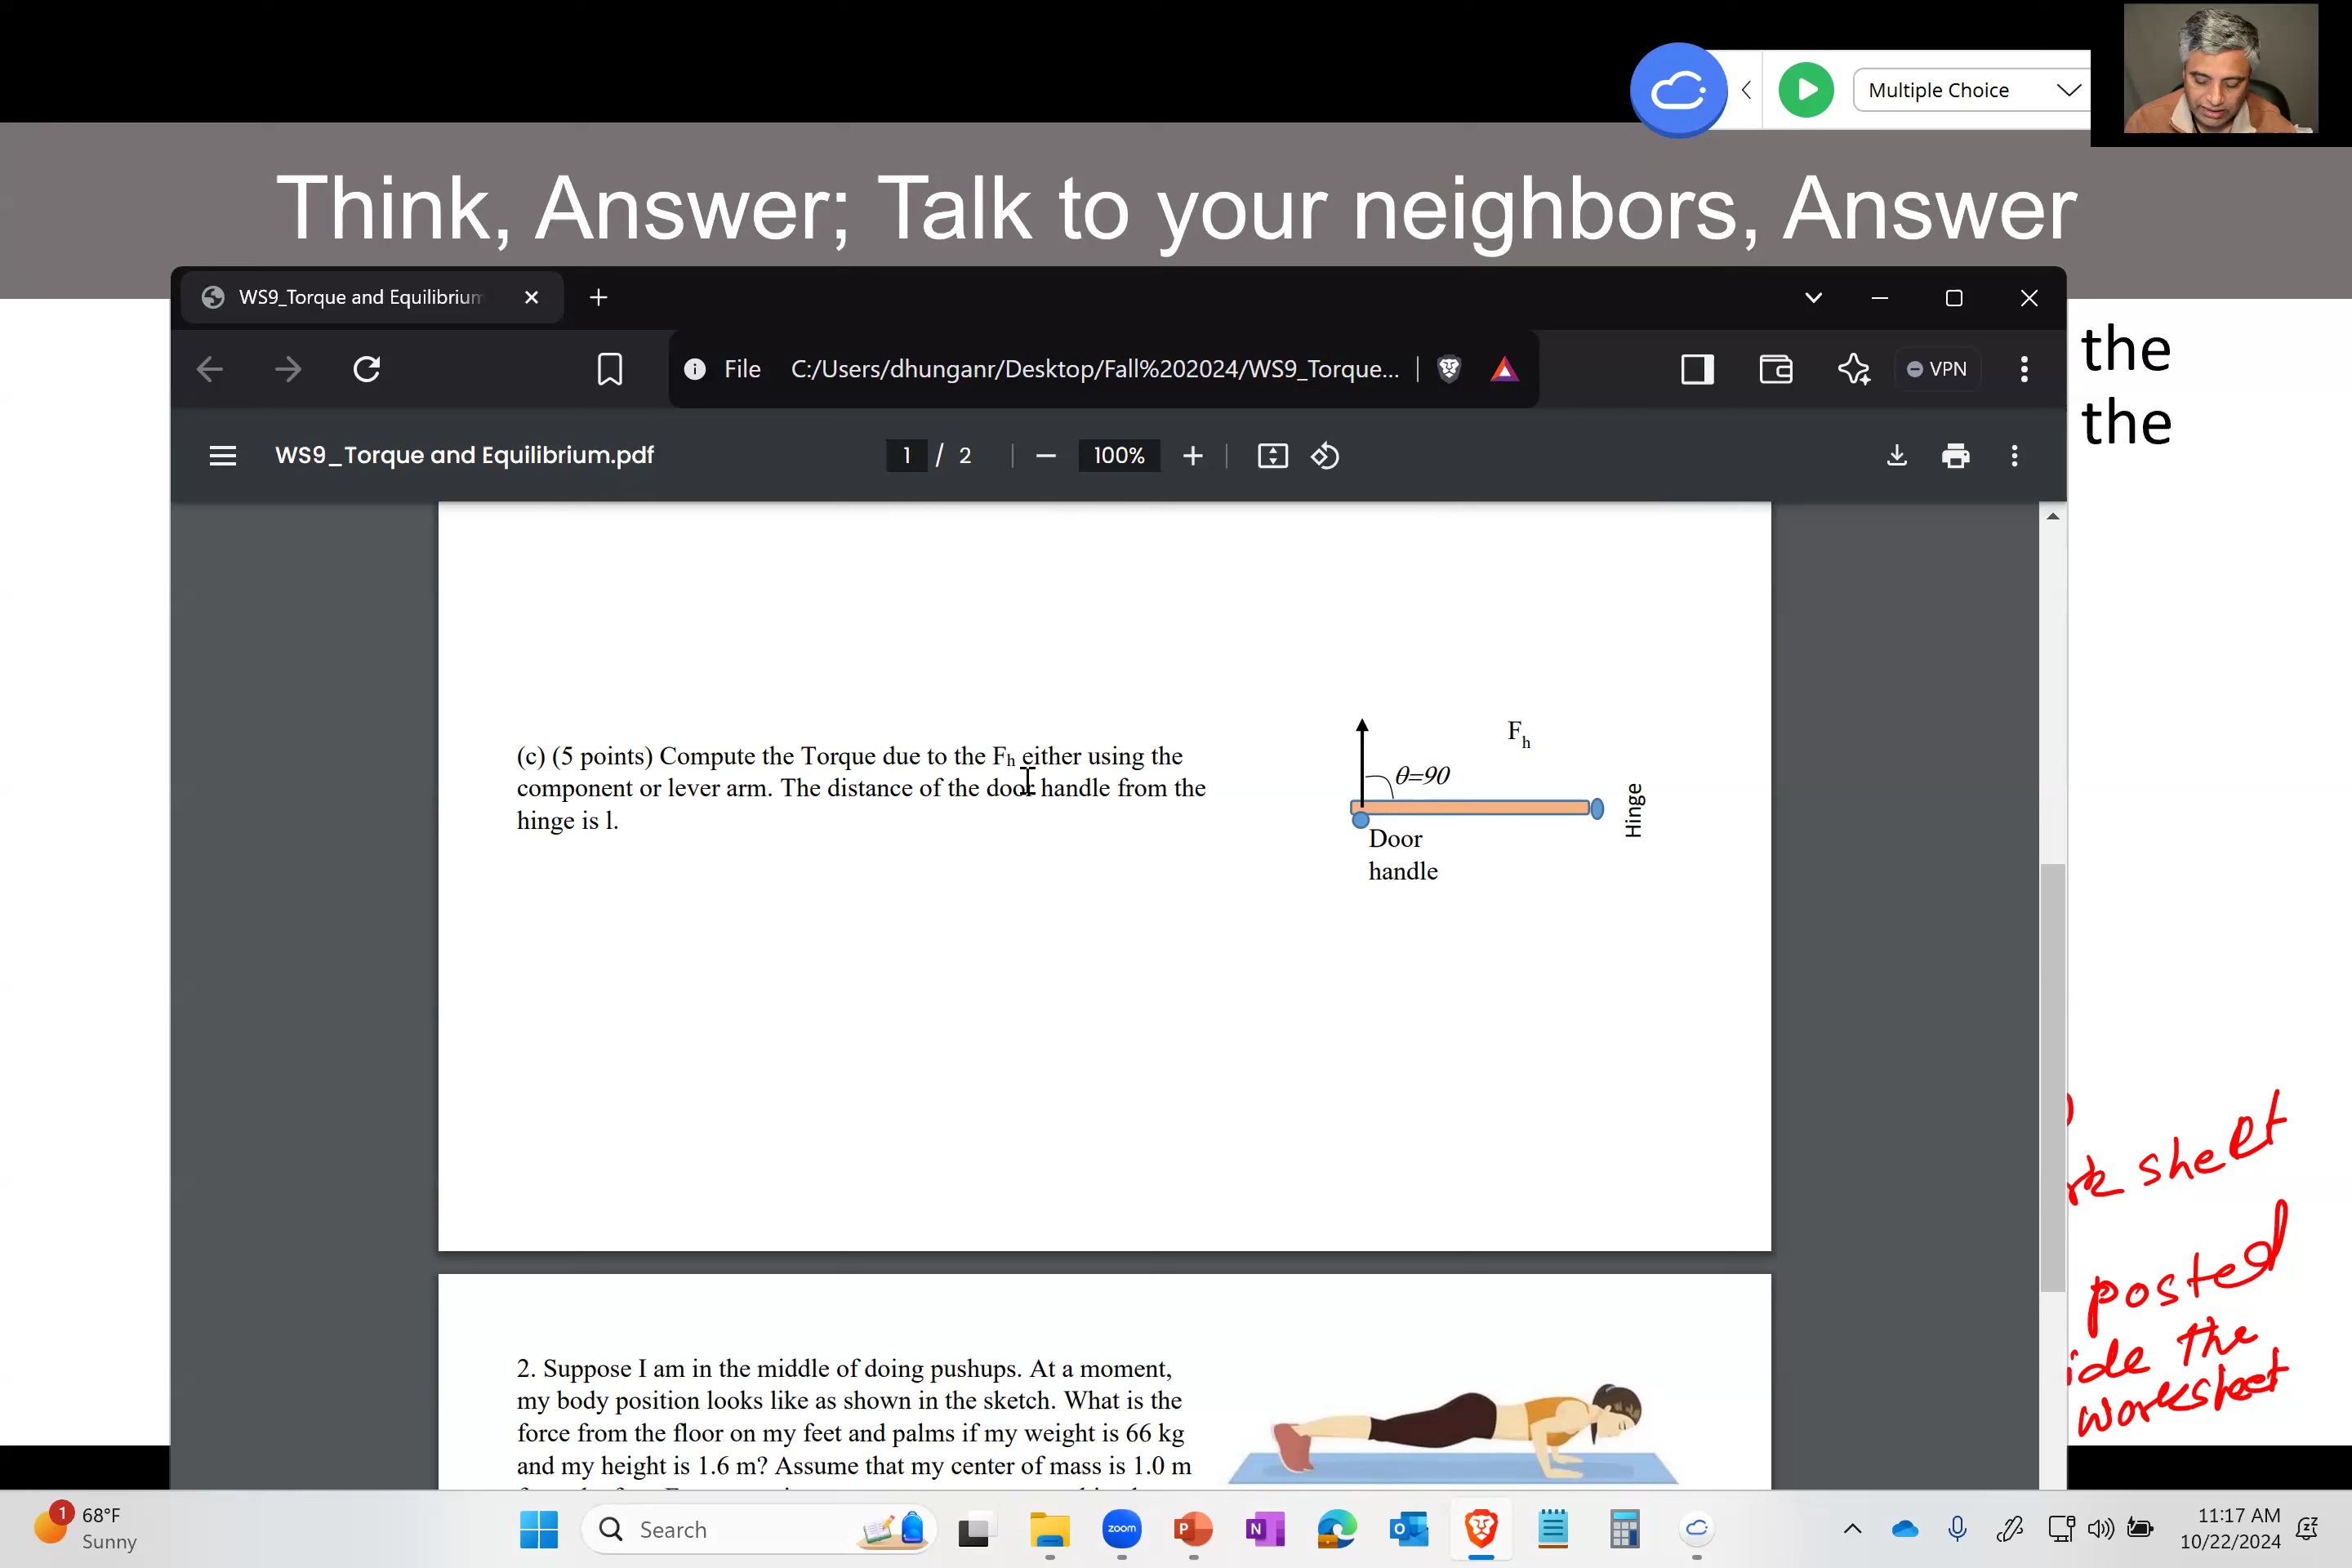 Multiple Choice
Think, Answer; Talk to your neighbors, Answer
WS9_Torque and Equilibrium
the
the
File C:/Users/dhunganr/Desktop/Fall%202024/WS9_Torque...
VPN
WS9_Torque and Equilibrium.pdf
1 / 2
100%
(c) (5 points) Compute the Torque due to the Fh either using the
component or lever arm. The distance of the door handle from the
hinge is l.
Fh
θ=90
Hinge
Door
handle
sheet
posted
the
worksheet
2. Suppose I am in the middle of doing pushups. At a moment,
my body position looks like as shown in the sketch. What is the
force from the floor on my feet and palms if my weight is 66 kg
and my height is 1.6 m? Assume that my center of mass is 1.0 m
1
68°F
Sunny
Search
zoom
11:17 AM
10/22/2024